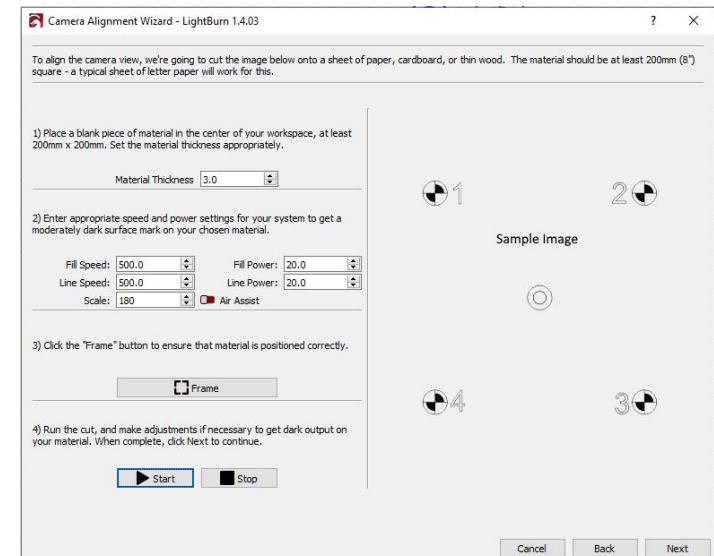 Camera Alignment Wizard - LightBurn 1.4.03
To align the camera view, we're going to cut the image below onto a sheet of paper, cardboard, or thin wood. The material should be at least 200mm (8")
square - a typical sheet of letter paper will work for this.
1) Place a blank piece of material in the center of your workspace, at least
200mm x 200mm. Set the material thickness appropriately.
Material Thickness 3.0
2) Enter appropriate speed and power settings for your system to get a
moderately dark surface mark on your chosen material.
Fill Speed: 500.0 Fill Power: 20.0
Line Speed: 500.0 Line Power: 20.0
Scale: 180 Air Assist
3) Click the "Frame" button to ensure that material is positioned correctly.
Frame
4) Run the cut, and make adjustments if necessary to get dark output on
your material. When complete, click Next to continue.
Start Stop
1 2
Sample Image
4 3
Cancel Back Next